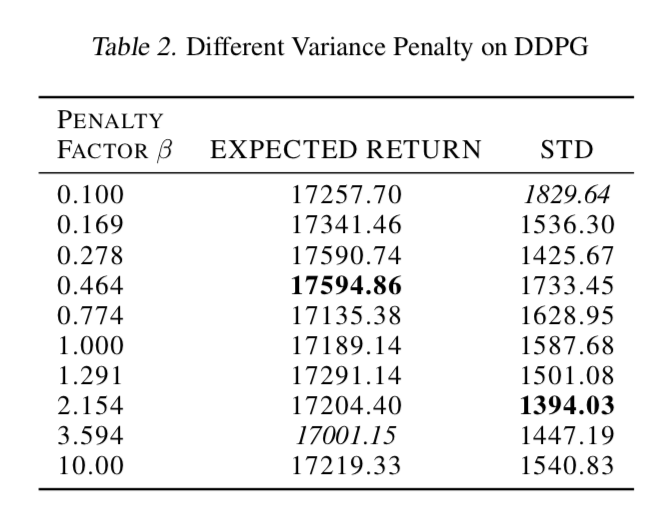 Table 2. Different Variance Penalty on DDPG
PENALTY
FACTOR β EXPECTED RETURN STD
0.100 17257.70 1829.64
0.169 17341.46 1536.30
0.278 17590.74 1425.67
0.464 17594.86 1733.45
0.774 17135.38 1628.95
1.000 17189.14 1587.68
1.291 17291.14 1501.08
2.154 17204.40 1394.03
3.594 17001.15 1447.19
10.00 17219.33 1540.83